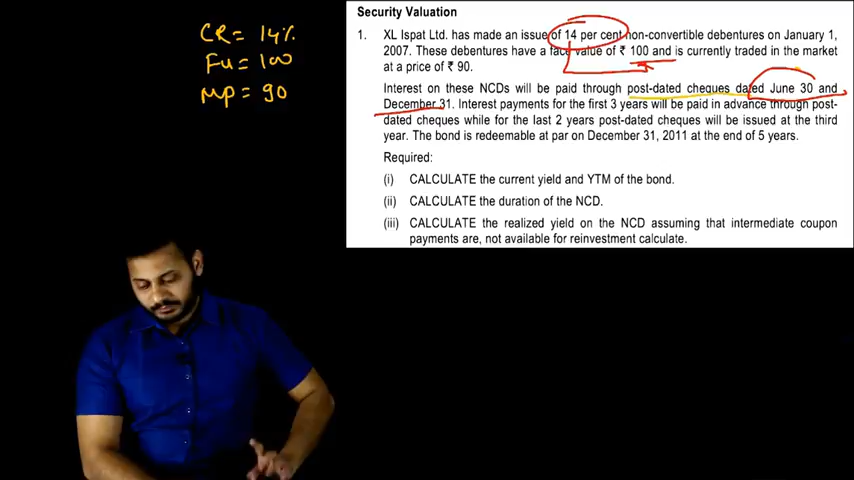 CR = 14%
FV = 100
MP = 90
Security Valuation
1. XL Ispat Ltd. has made an issue of 14 per cent non-convertible debentures on January 1,
2007. These debentures have a face value of ₹ 100 and is currently traded in the market
at a price of ₹ 90.
Interest on these NCDs will be paid through post-dated cheques dated June 30 and
December 31. Interest payments for the first 3 years will be paid in advance through post-
dated cheques while for the last 2 years post-dated cheques will be issued at the third
year. The bond is redeemable at par on December 31, 2011 at the end of 5 years.
Required:
(i) CALCULATE the current yield and YTM of the bond.
(ii) CALCULATE the duration of the NCD.
(iii) CALCULATE the realized yield on the NCD assuming that intermediate coupon
payments are, not available for reinvestment calculate.